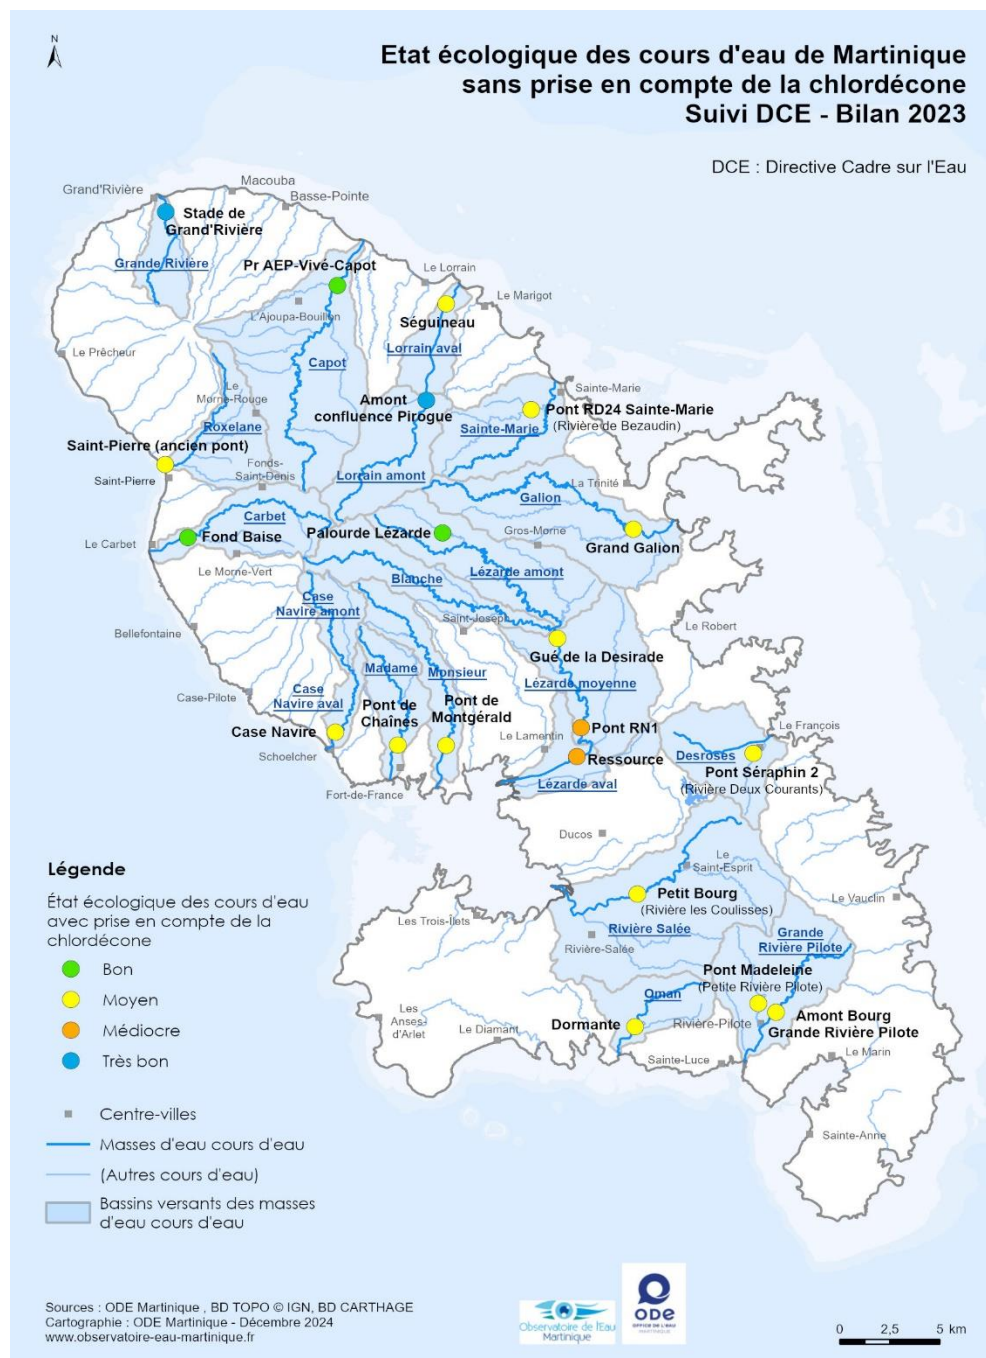 N
Etat écologique des cours d'eau de Martinique
sans prise en compte de la chlordécone
Suivi DCE - Bilan 2023
DCE : Directive Cadre sur l'Eau
Grand'Rivière
Macouba
Basse-Pointe
Stade de
Grand'Rivière
Grande Rivière
Pr AEP-Vivé-Capot
Le Lorrain
Le Marigot
L'Ajoupa-Bouillon
Séguineau
Lorrain aval
Le Prêcheur
Capot
Le
Morne-Rouge
Roxelane
Amont
confluence Pirogue
Sainte-Marie
Pont RD24 Sainte-Marie
(Rivière de Bezaudin)
Sainte-Marie
Saint-Pierre (ancien pont)
Saint-Pierre
Fonds-
Saint-Denis
Lorrain amont
La Trinité
Galion
Carbet
Fond Baise
Le Carbet
Palourde Lézarde
Gros-Morne
Grand Galion
Le Morne-Vert
Blanche
Lézarde amont
Case
Navire amont
Saint-Joseph
Le Robert
Bellefontaine
Gué de la Desirade
Madame
Monsieur
Lézarde moyenne
Case-Pilote
Case
Navire aval
Pont de
Chaînes
Pont de
Montgérald
Case Navire
Schoelcher
Le Lamentin
Pont RN1
Ressource
Le François
Desroses
Pont Séraphin 2
(Rivière Deux Courants)
Fort-de-France
Lézarde aval
Ducos
Le
Saint-Esprit
Petit Bourg
(Rivière les Coulisses)
Le Vauclin
Les Trois-Îlets
Rivière Salée
Rivière-Salée
Grande
Rivière Pilote
Pont Madeleine
(Petite Rivière Pilote)
Oman
Les
Anses-
d'Arlet
Le Diamant
Dormante
Rivière-Pilote
Amont Bourg
Grande Rivière Pilote
Sainte-Luce
Le Marin
Sainte-Anne
Légende
État écologique des cours d'eau
avec prise en compte de la
chlordécone
Bon
Moyen
Médiocre
Très bon
Centre-villes
Masses d'eau cours d'eau
(Autres cours d'eau)
Bassins versants des masses
d'eau cours d'eau
Sources : ODE Martinique , BD TOPO © IGN, BD CARTHAGE
Cartographie : ODE Martinique - Décembre 2024
www.observatoire-eau-martinique.fr
Observatoire de l'Eau
Martinique
ODE
OFFICE DE L'EAU
MARTINIQUE
0 2,5 5 km